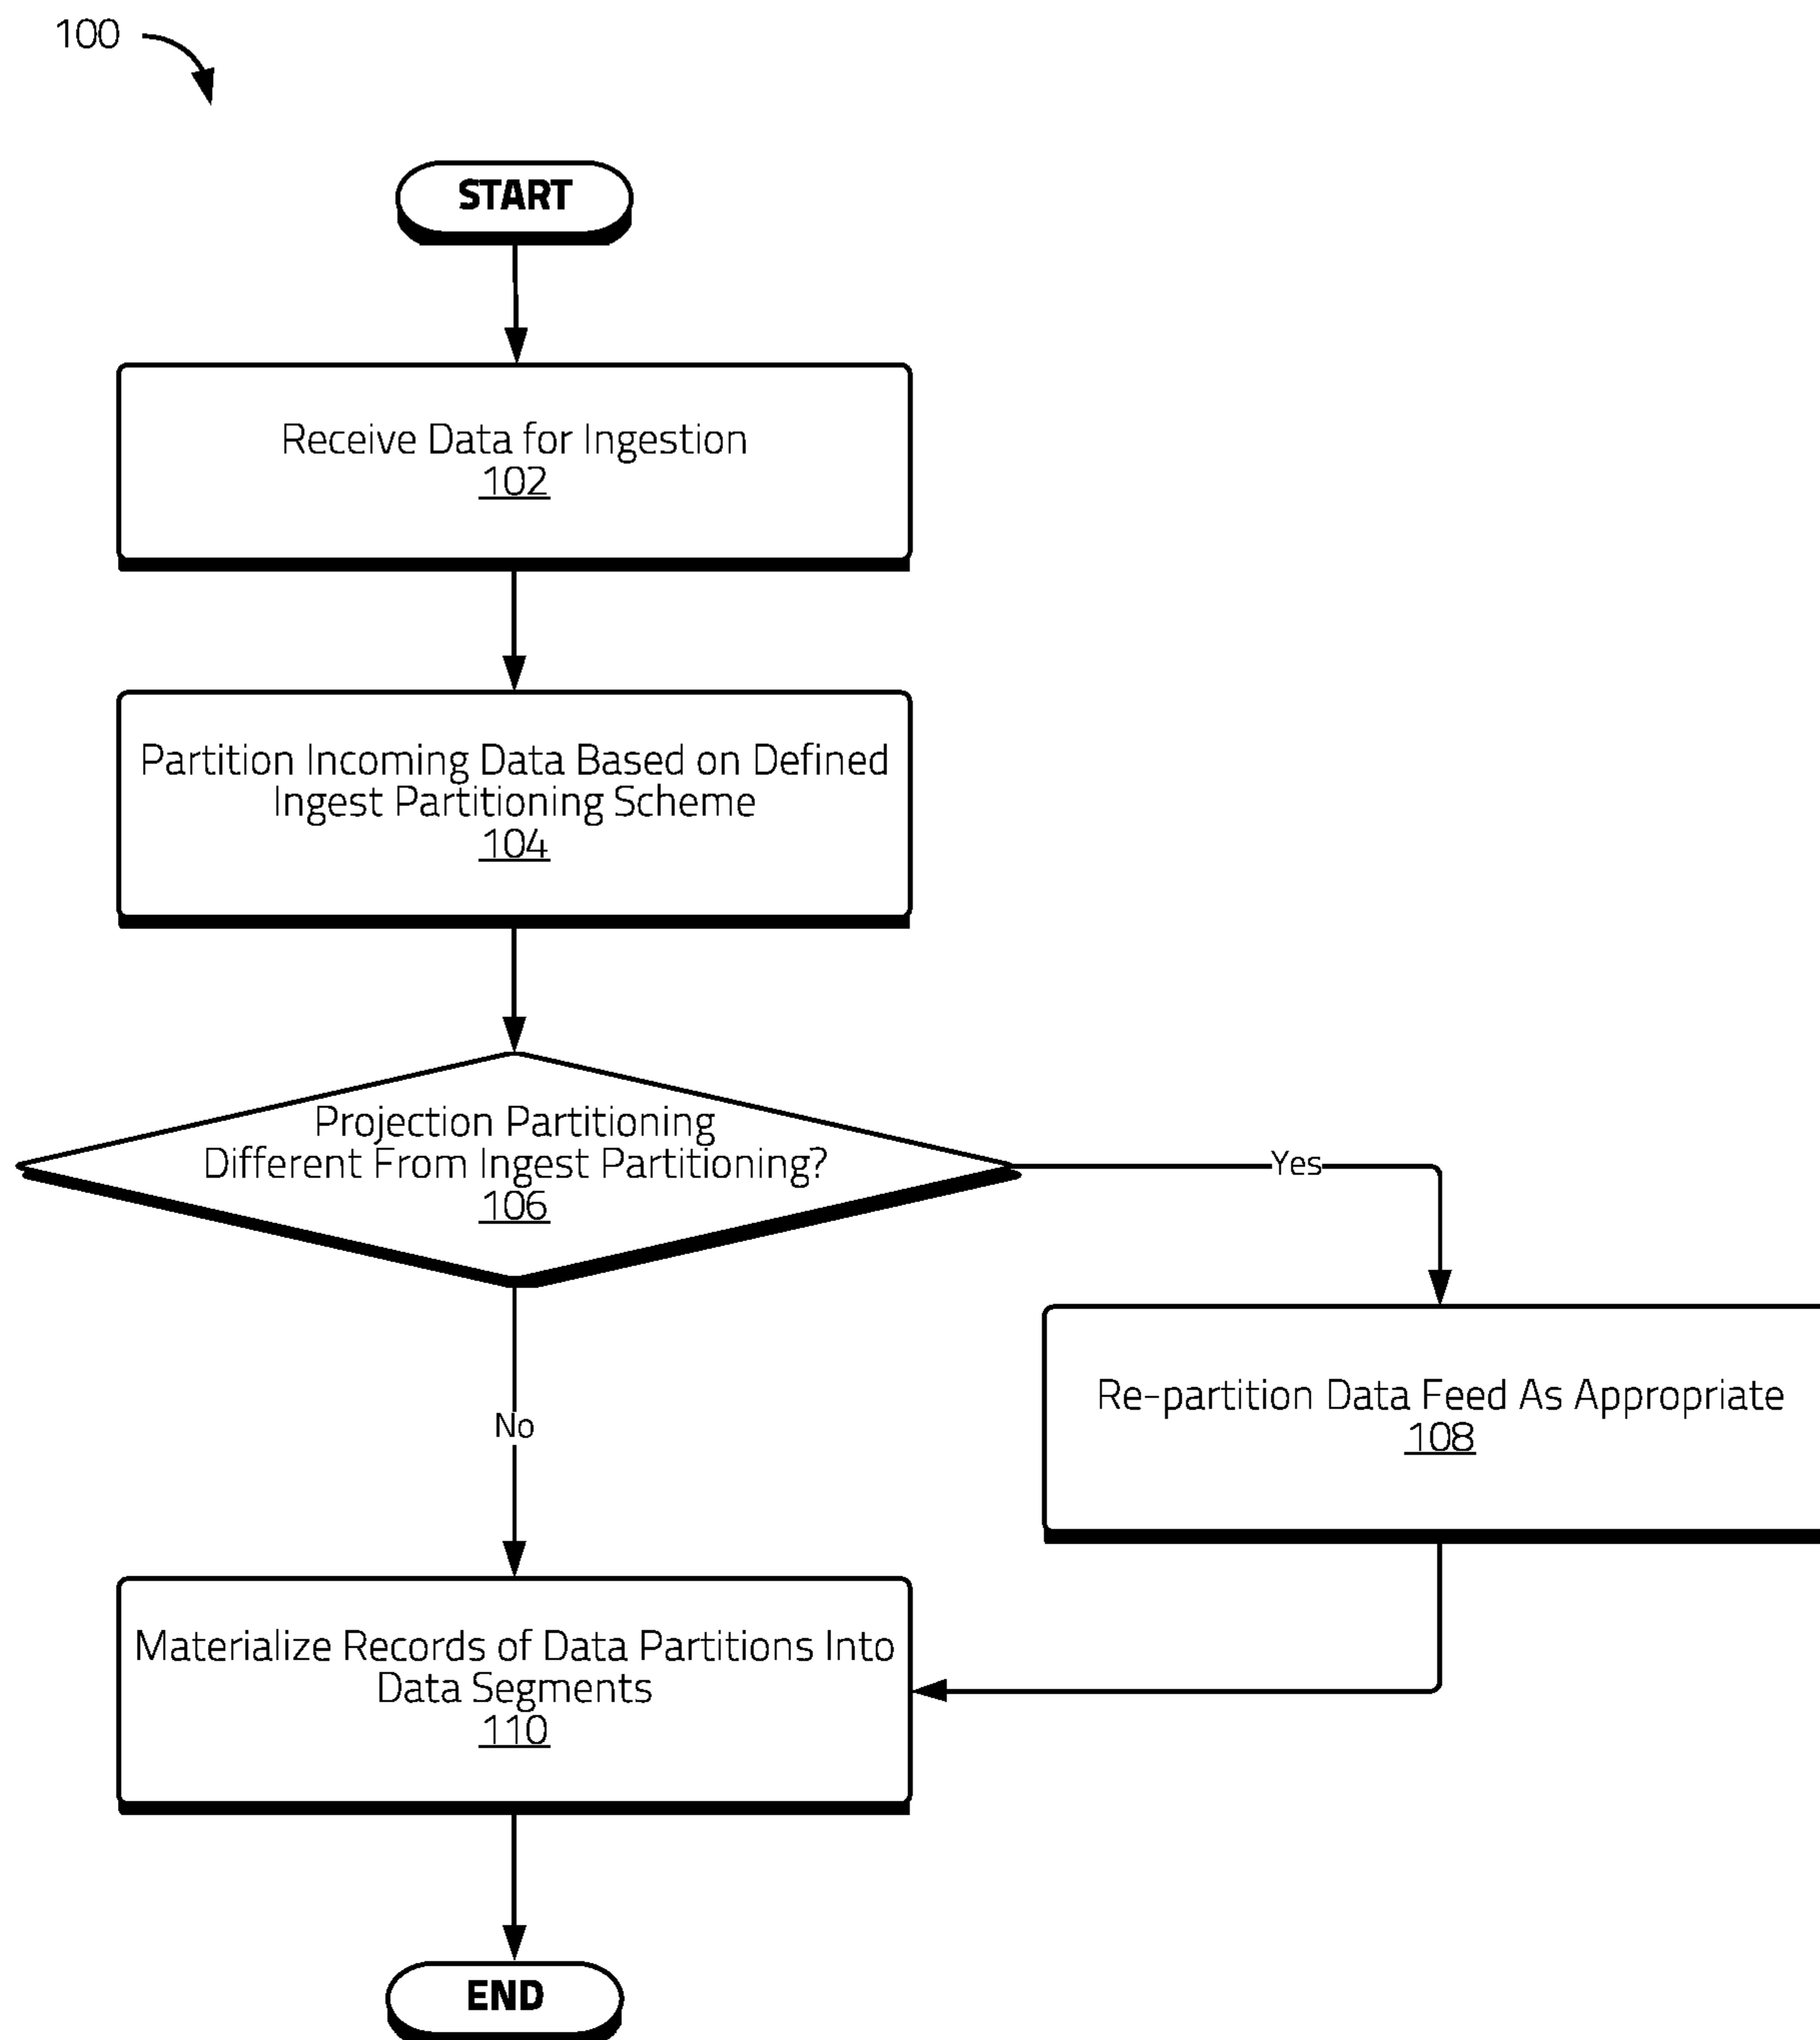 100
START
Receive Data for Ingestion
102
Partition Incoming Data Based on Defined
Ingest Partitioning Scheme
104
Projection Partitioning
Different From Ingest Partitioning?
106
Yes
Re-partition Data Feed As Appropriate
108
No
Materialize Records of Data Partitions Into
Data Segments
110
END